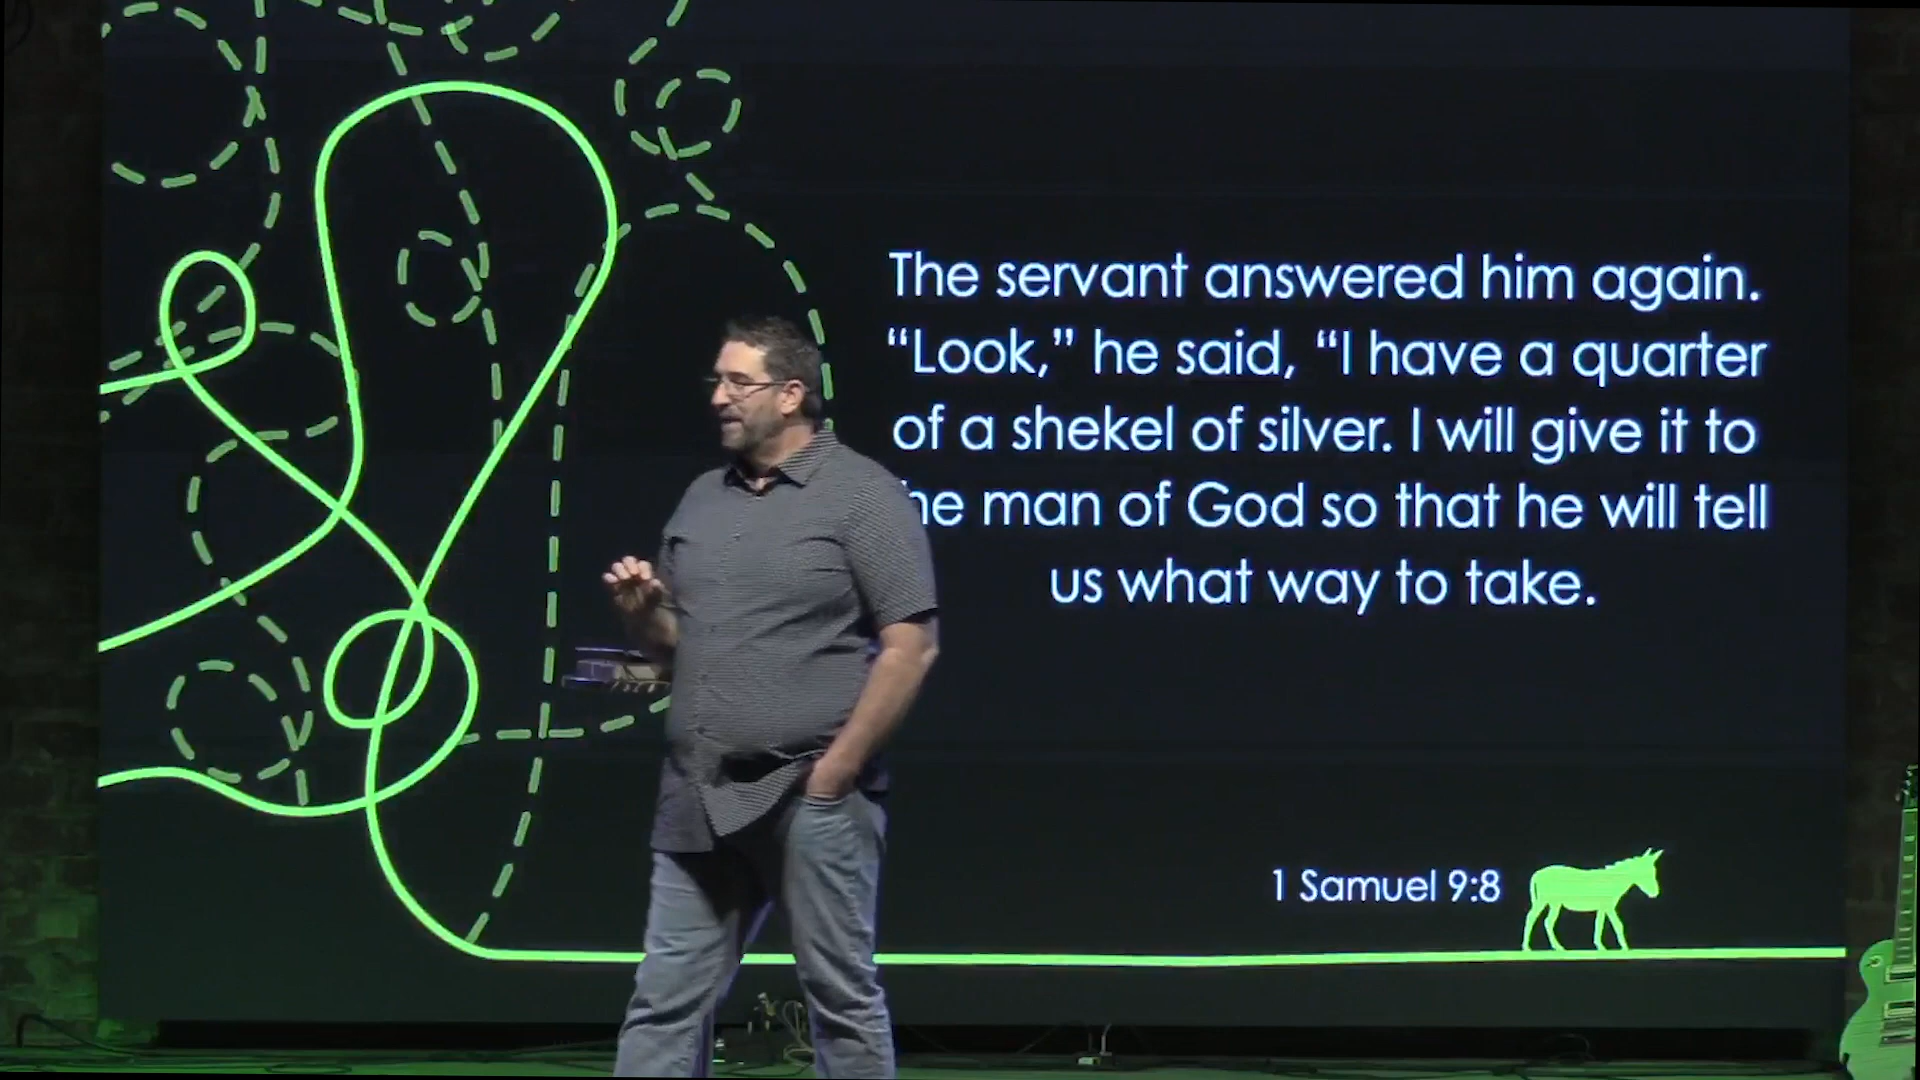 The servant answered him again.
“Look,” he said, “I have a quarter
of a shekel of silver. I will give it to
he man of God so that he will tell
us what way to take.
1 Samuel 9:8